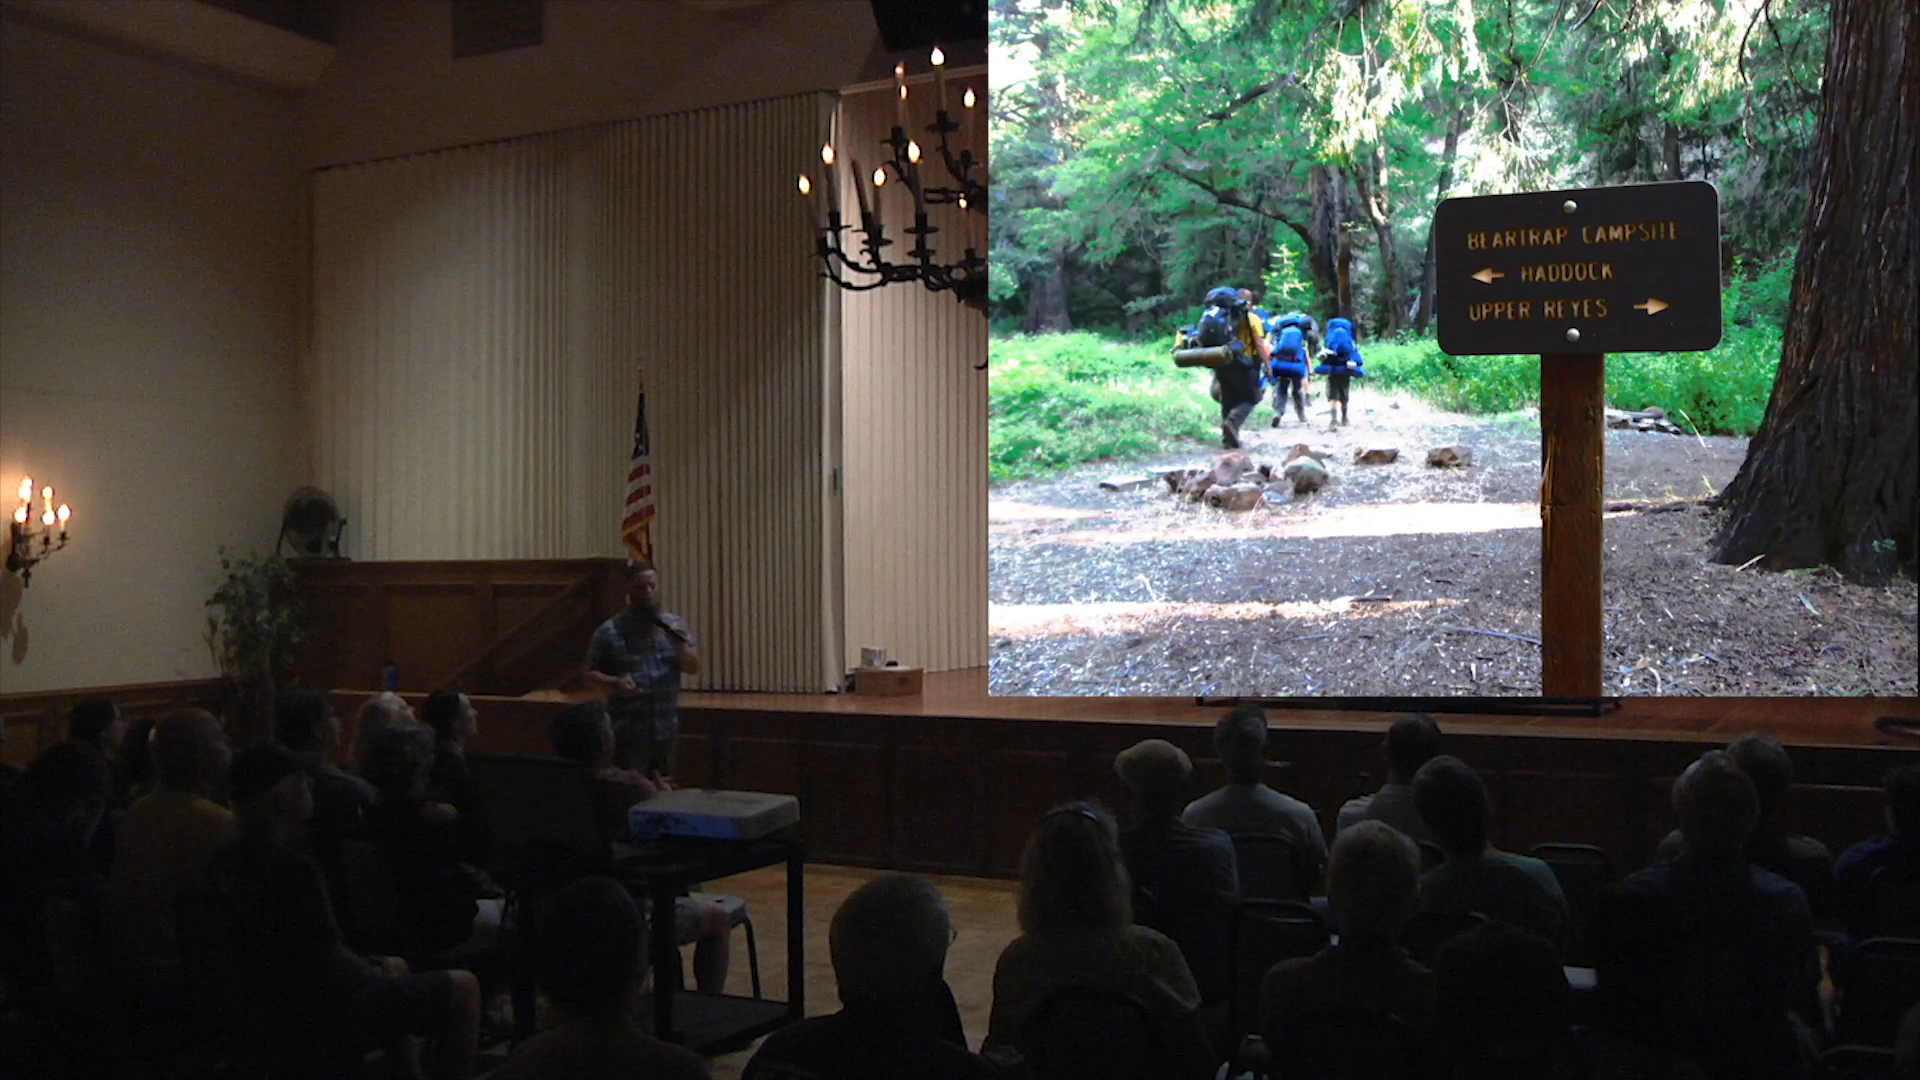 BEARTRAP CAMPSITE
← HADDOCK
UPPER REYES →